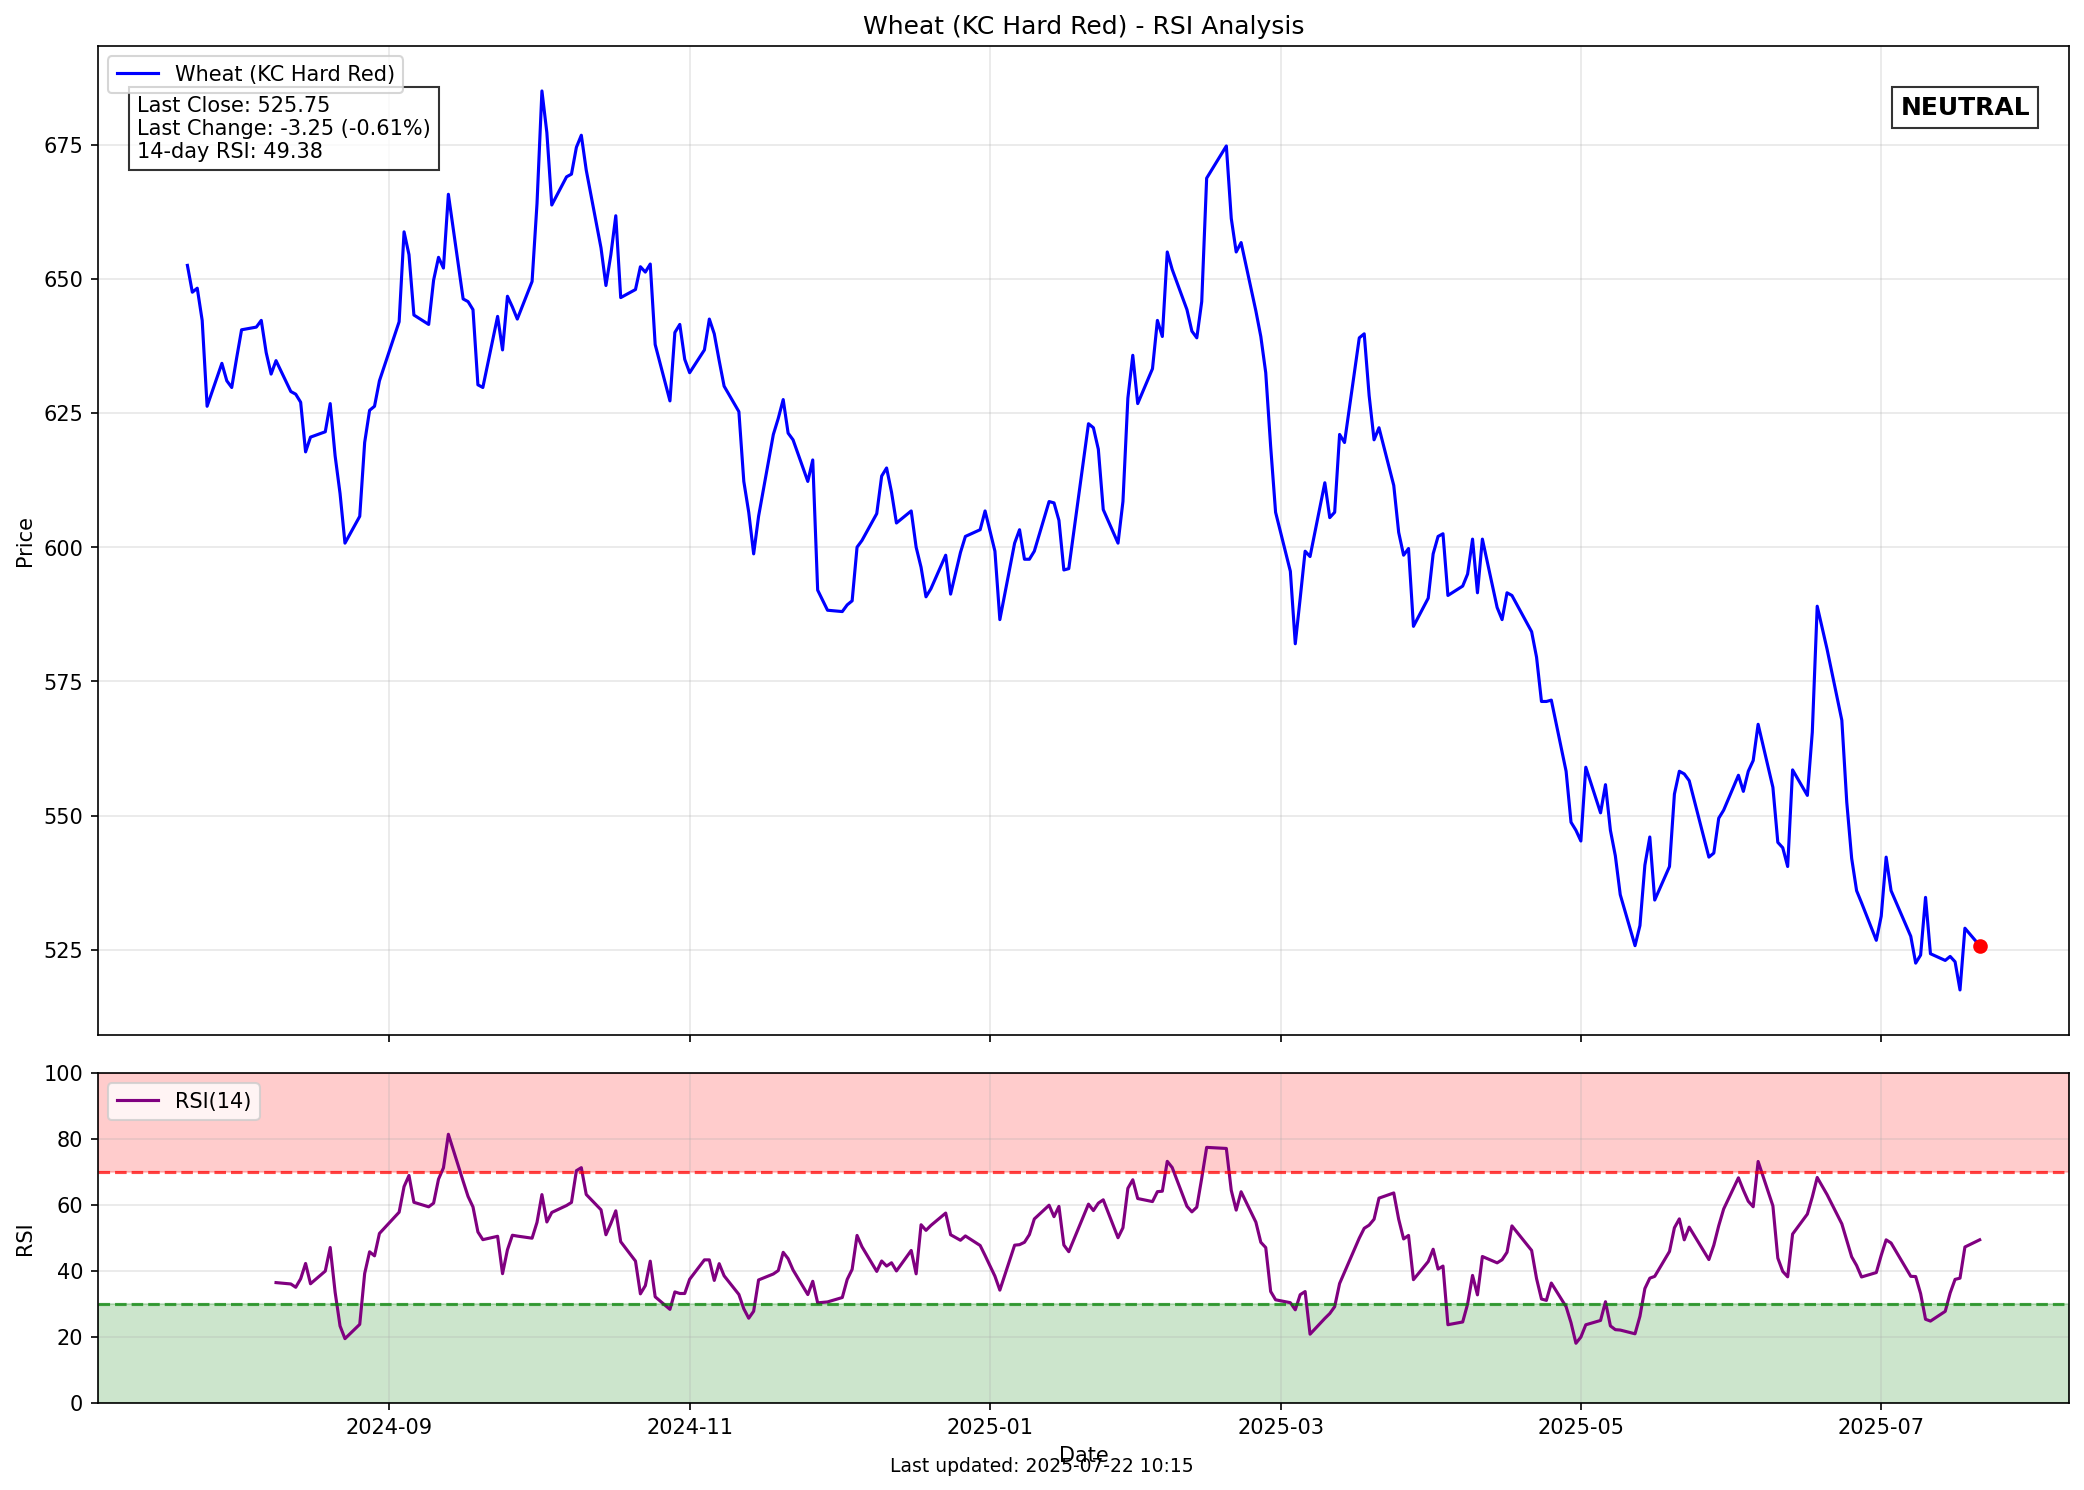 Wheat (KC Hard Red) - RSI Analysis
Wheat (KC Hard Red)
Last Close: 525.75
Last Change: -3.25 (-0.61%)
14-day RSI: 49.38
NEUTRAL
Price
675
650
625
600
575
550
525
RSI(14)
RSI
100
80
60
40
20
0
2024-09
2024-11
2025-01
2025-03
2025-05
2025-07
Date
Last updated: 2025-07-22 10:15